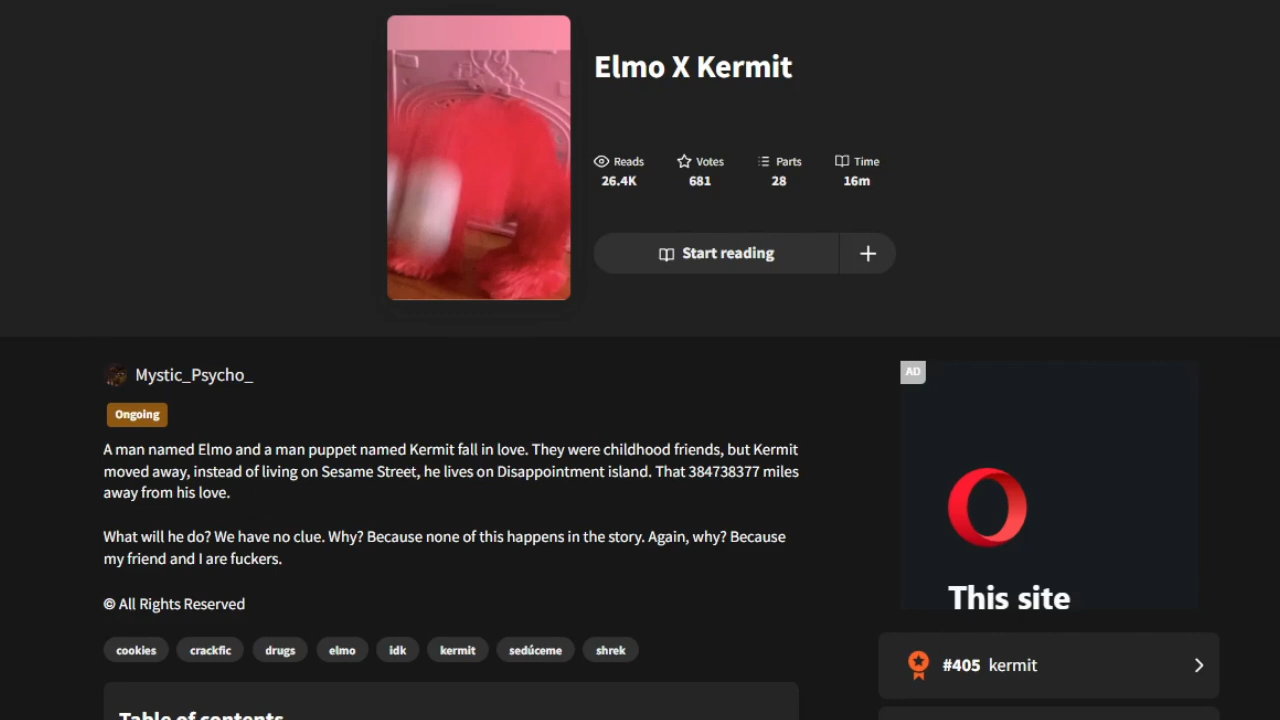 Elmo X Kermit
Reads Votes Parts Time
26.4K 681 28 16m
Start reading
Mystic_Psycho_
AD
Ongoing
A man named Elmo and a man puppet named Kermit fall in love. They were childhood friends, but Kermit
moved away, instead of living on Sesame Street, he lives on Disappointment island. That 384738377 miles
away from his love.
What will he do? We have no clue. Why? Because none of this happens in the story. Again, why? Because
my friend and I are fuckers.
© All Rights Reserved
This site
cookies crackfic drugs elmo idk kermit sedúceme shrek
#405 kermit
Table of contents